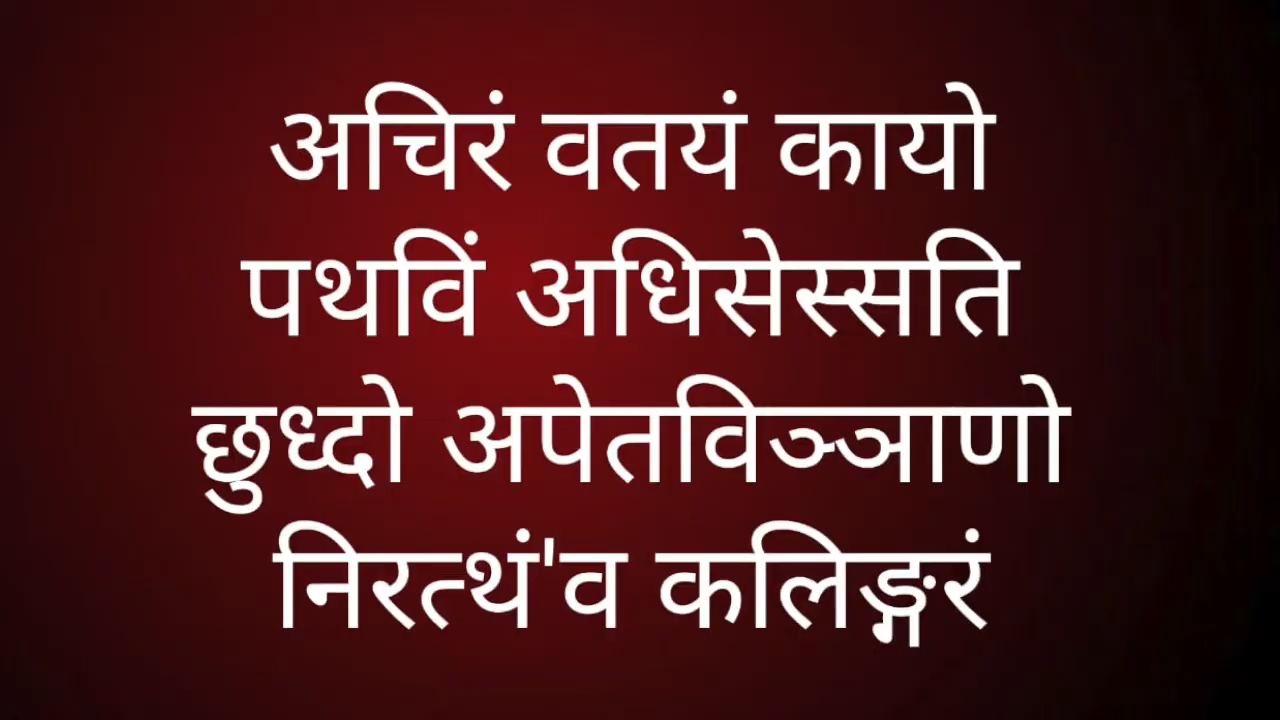 अचिरं वतयं कायो
पथविं अधिसेस्सति
छुध्दो अपेतविञ्ञाणो
निरत्थं'व कलिङ्गरं